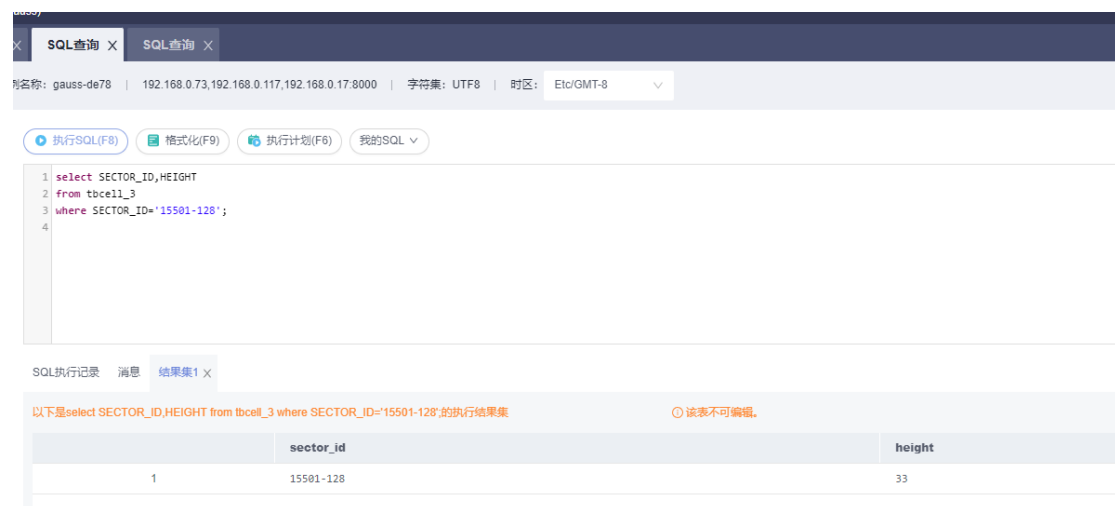 SQL查询 X SQL查询 X
例名称: gauss-de78 | 192.168.0.73,192.168.0.117,192.168.0.17:8000 | 字符集: UTF8 | 时区: Etc/GMT-8
执行SQL(F8) 格式化(F9) 执行计划(F6) 我的SQL
1 select SECTOR_ID,HEIGHT
2 from tbcell_3
3 where SECTOR_ID='15501-128';
4
SQL执行记录 消息 结果集1 X
以下是select SECTOR_ID,HEIGHT from tbcell_3 where SECTOR_ID='15501-128';的执行结果集 该表不可编辑。
sector_id height
1 15501-128 33